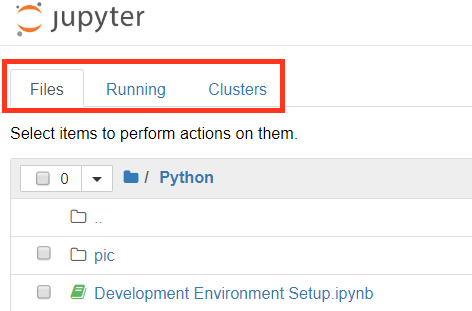 jupyter
Files Running Clusters
Select items to perform actions on them.
0 / Python
..
pic
Development Environment Setup.ipynb